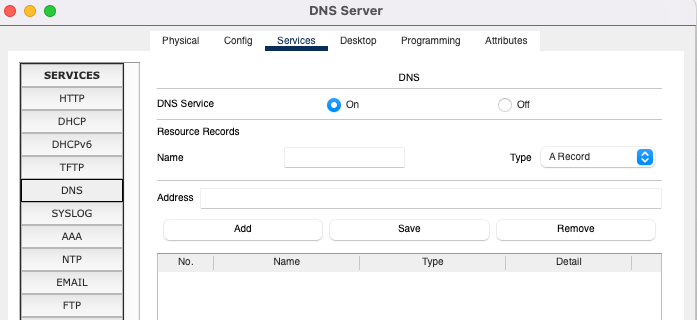 DNS Server
Physical Config Services Desktop Programming Attributes
SERVICES
HTTP
DHCP
DHCPv6
TFTP
DNS
SYSLOG
AAA
NTP
EMAIL
FTP
DNS
DNS Service On Off
Resource Records
Name Type A Record
Address
Add Save Remove
No. Name Type Detail